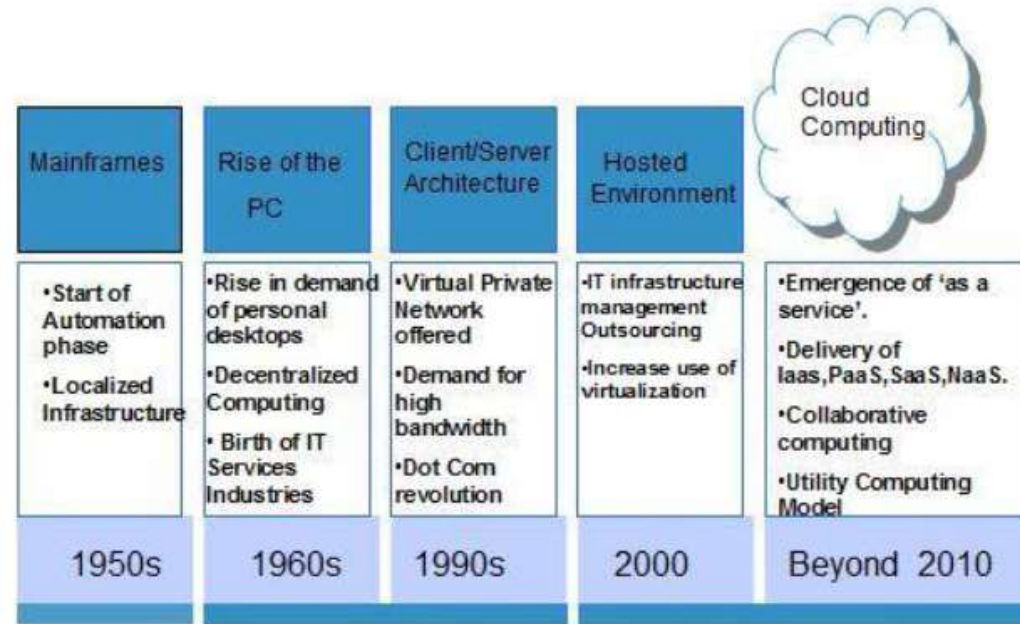 Mainframes
Rise of the
PC
Client/Server
Architecture
Hosted
Environment
Cloud
Computing
•Start of
Automation
phase
•Localized
Infrastructure
•Rise in demand
of personal
desktops
•Decentralized
Computing
• Birth of IT
Services
Industries
•Virtual Private
Network
offered
•Demand for
high
bandwidth
•Dot Com
revolution
•IT infrastructure
management
Outsourcing
•Increase use of
virtualization
•Emergence of ‘as a
service’.
•Delivery of
Iaas,PaaS,SaaS,NaaS.
•Collaborative
computing
•Utility Computing
Model
1950s
1960s
1990s
2000
Beyond 2010